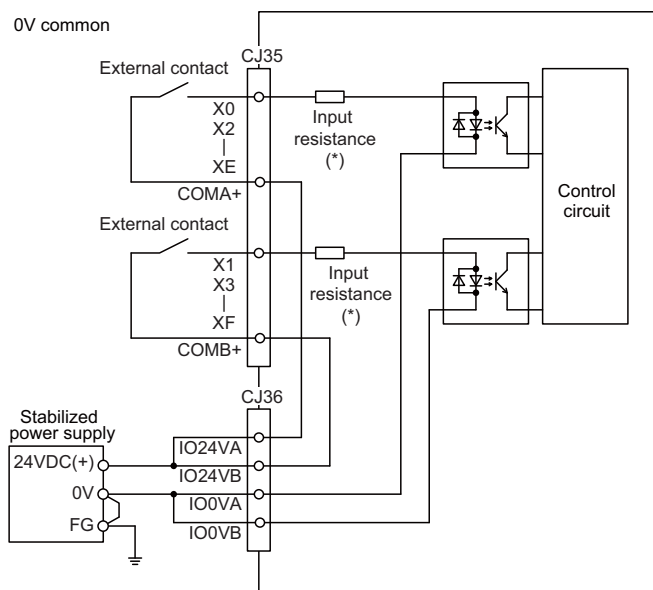 0V common
CJ35
External contact
X0
X2
|
XE
COMA+
Input
resistance
(*)
External contact
X1
X3
|
XF
COMB+
Input
resistance
(*)
Control
circuit
CJ36
Stabilized
power supply
24VDC(+)
0V
FG
IO24VA
IO24VB
IO0VA
IO0VB